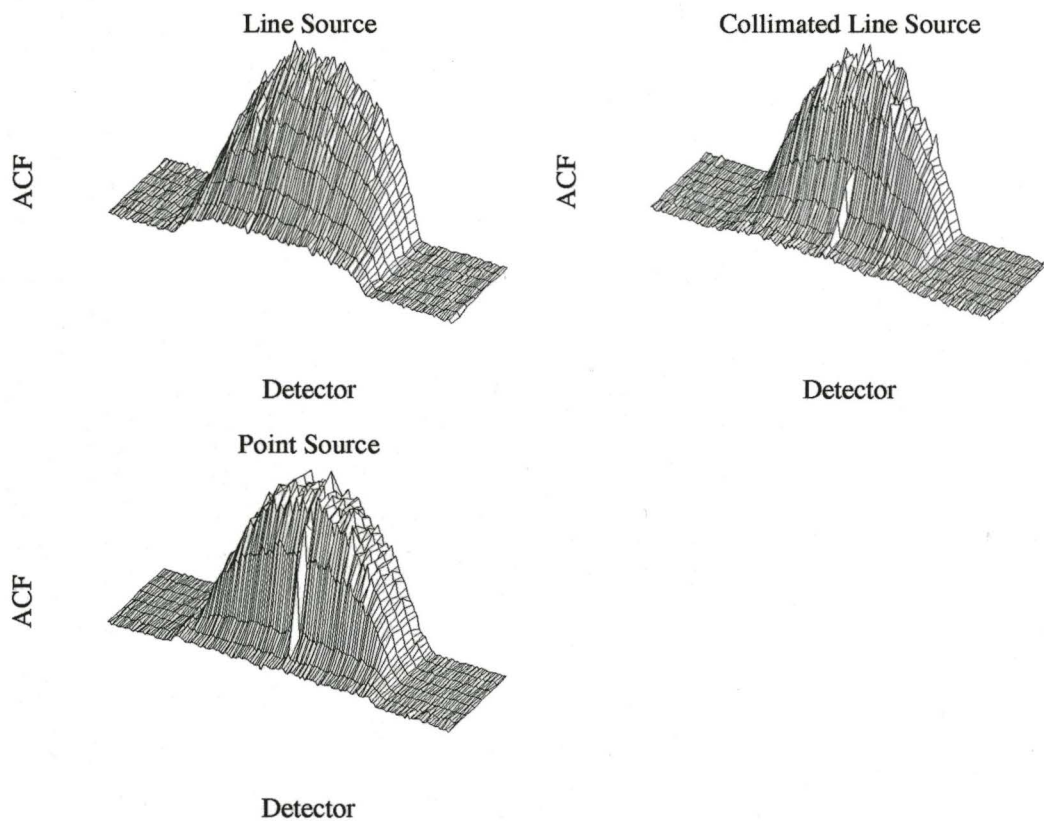 Line Source
Collimated Line Source
ACF
ACF
Detector
Detector
Point Source
ACF
Detector